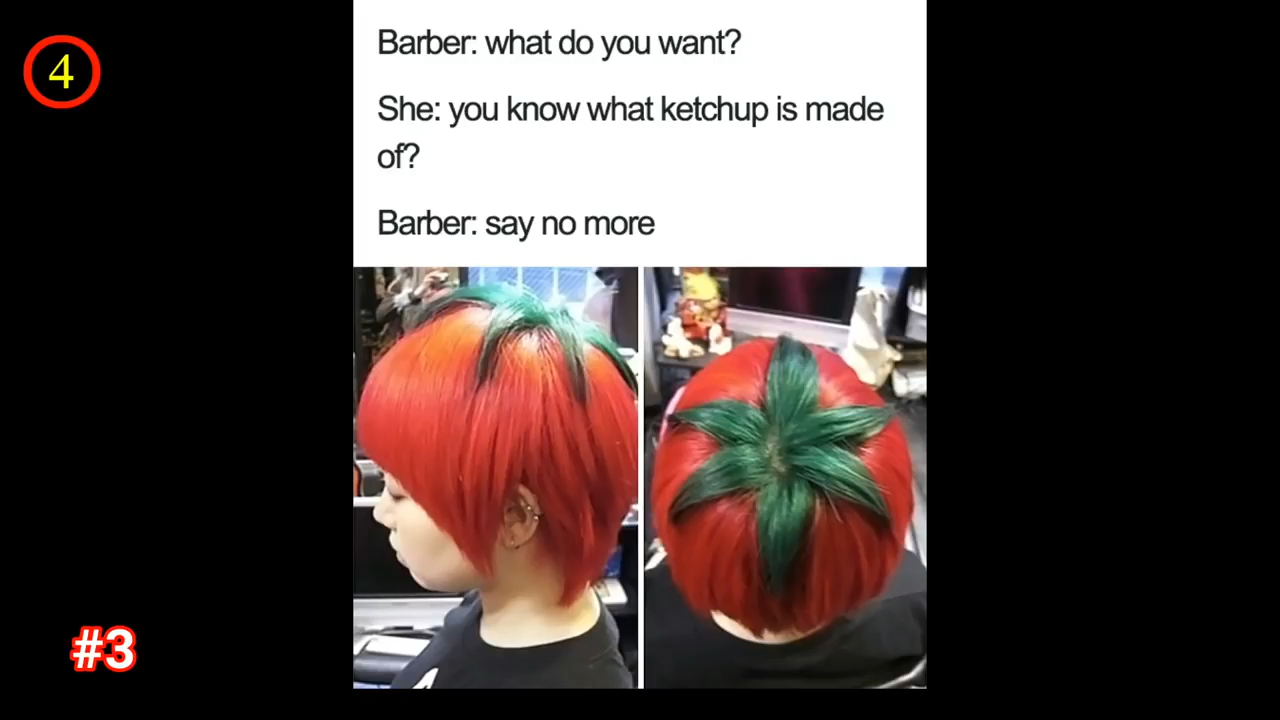 4
Barber: what do you want?
She: you know what ketchup is made
of?
Barber: say no more
#3